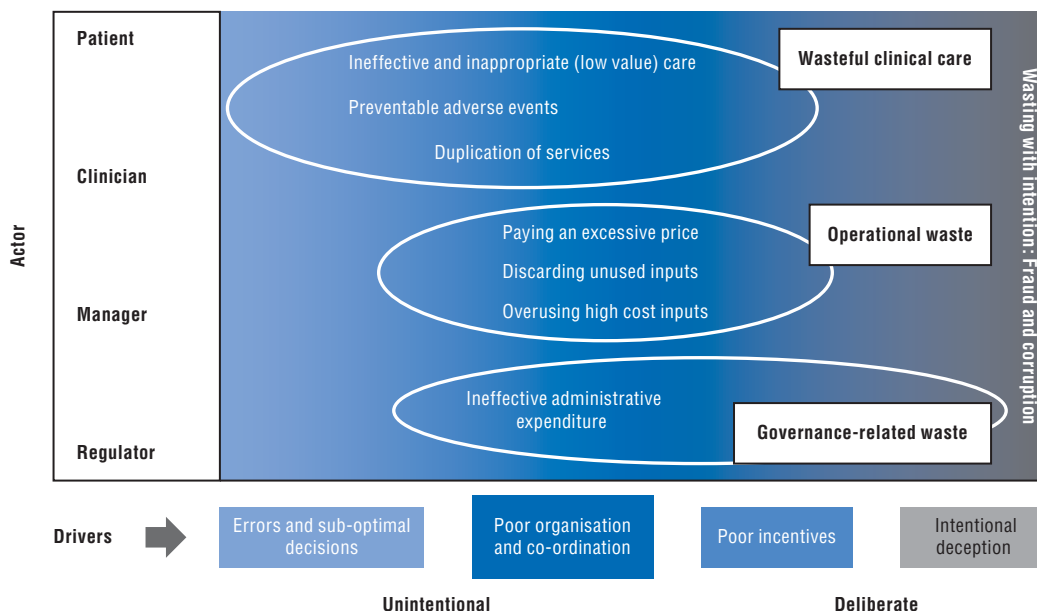 Patient
Ineffective and inappropriate (low value) care
Wasteful clinical care
Preventable adverse events
Duplication of services
Clinician
Actor
Paying an excessive price
Operational waste
Discarding unused inputs
Manager
Overusing high cost inputs
Ineffective administrative
expenditure
Governance-related waste
Regulator
Wasting with intention: Fraud and corruption
Drivers
Errors and sub-optimal
decisions
Poor organisation
and co-ordination
Poor incentives
Intentional
deception
Unintentional
Deliberate